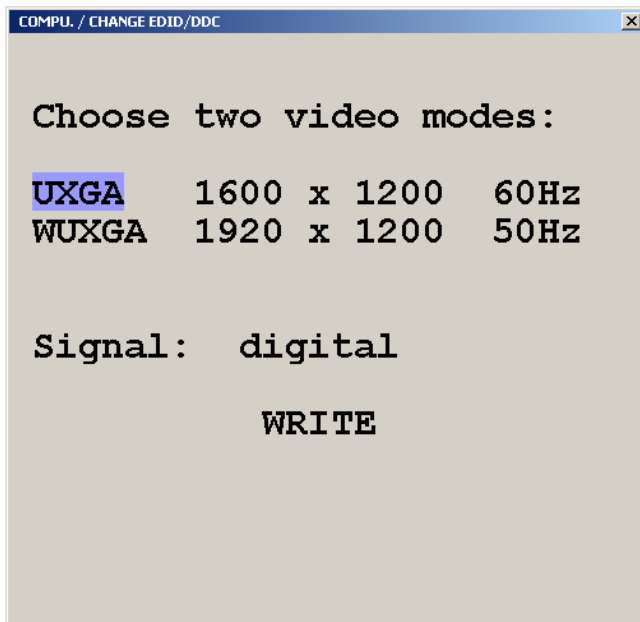 COMPU. / CHANGE EDID/DDC
Choose two video modes:
UXGA 1600 x 1200 60Hz
WUXGA 1920 x 1200 50Hz
Signal: digital
WRITE